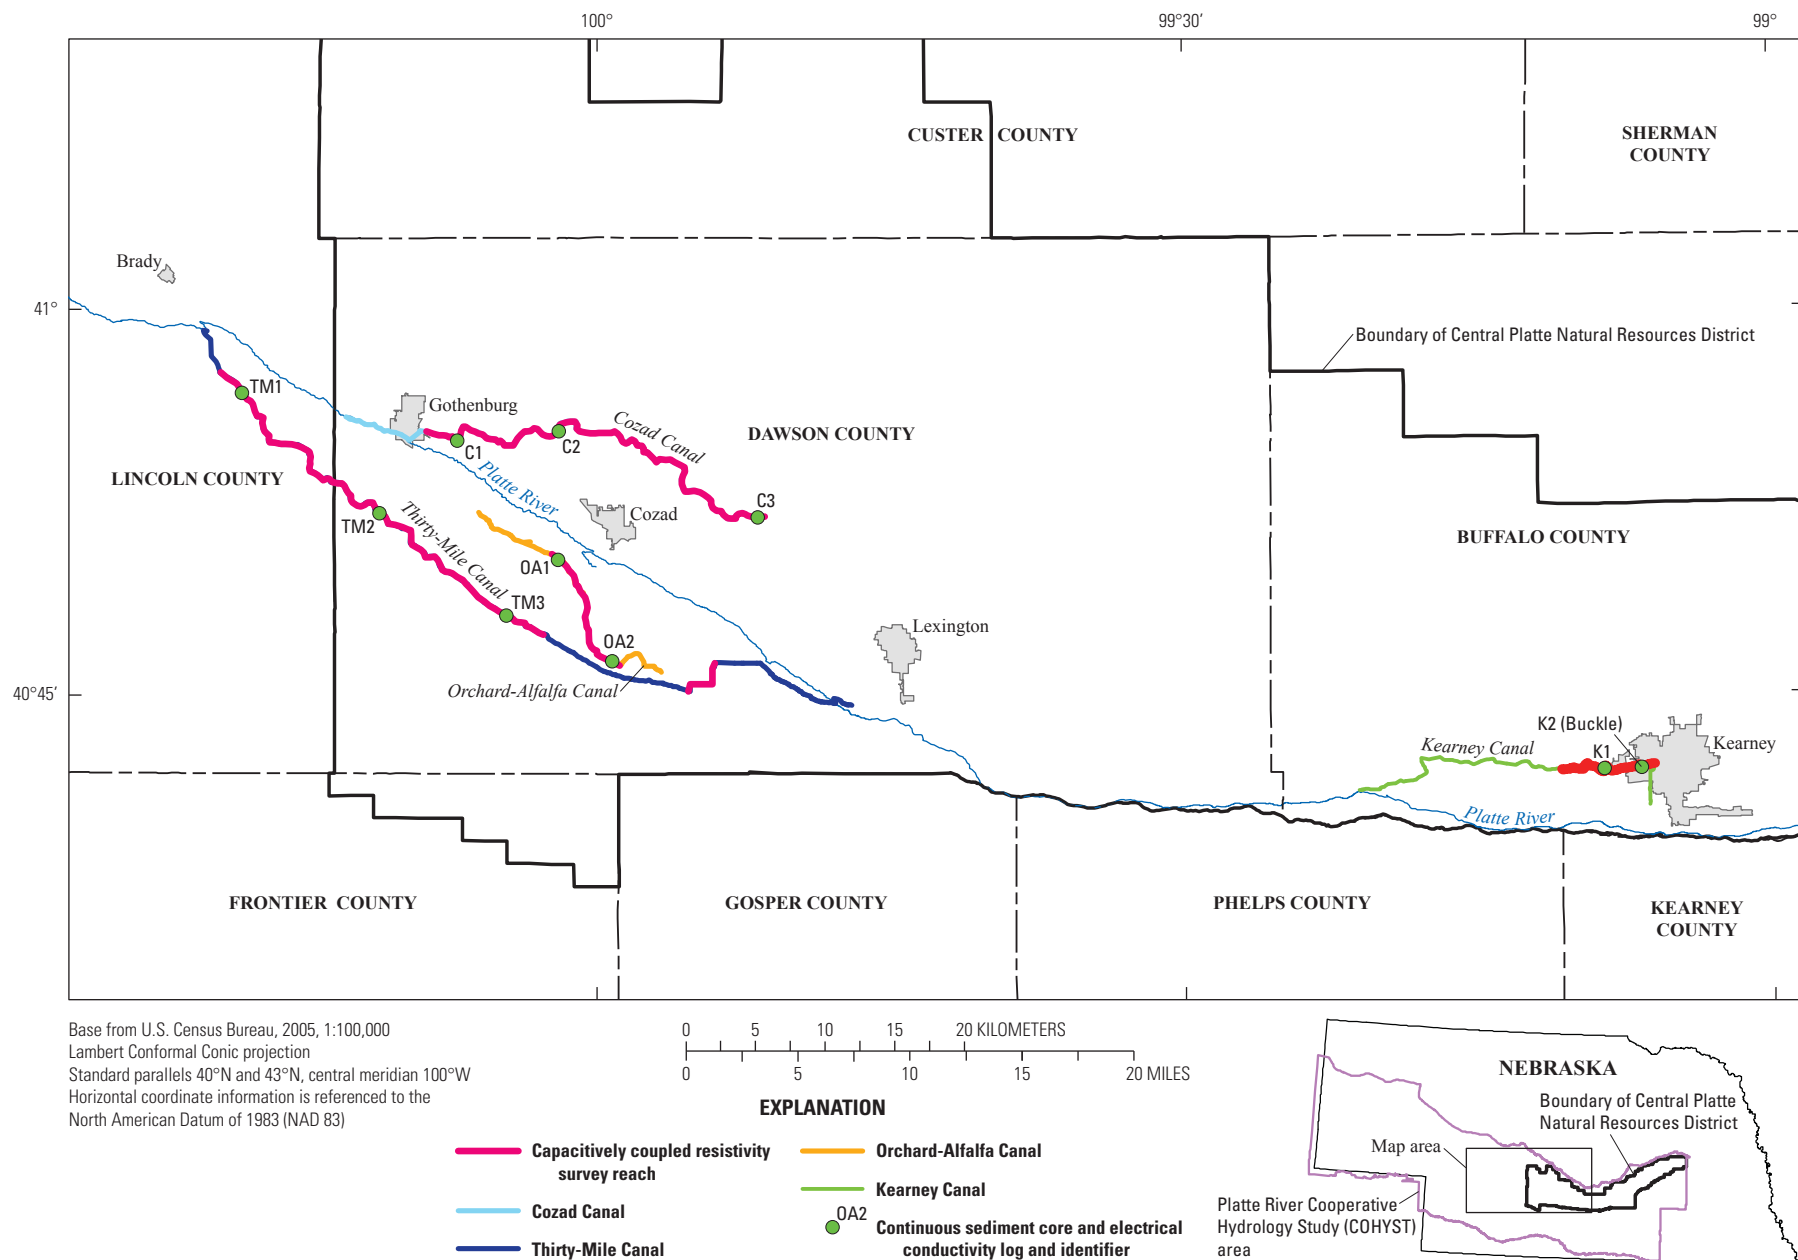 100°
99°30′
99°
CUSTER COUNTY
SHERMAN
COUNTY
Brady
41°
Boundary of Central Platte Natural Resources District
TM1
Gothenburg
Cozad Canal
C1
C2
DAWSON COUNTY
LINCOLN COUNTY
Platte River
C3
TM2
Thirty-Mile Canal
Cozad
BUFFALO COUNTY
OA1
TM3
Lexington
OA2
40°45′
Orchard-Alfalfa Canal
K2 (Buckle)
Kearney Canal
K1
Kearney
Platte River
FRONTIER COUNTY
GOSPER COUNTY
PHELPS COUNTY
KEARNEY
COUNTY
Base from U.S. Census Bureau, 2005, 1:100,000
Lambert Conformal Conic projection
Standard parallels 40°N and 43°N, central meridian 100°W
Horizontal coordinate information is referenced to the
North American Datum of 1983 (NAD 83)
0 5 10 15 20 KILOMETERS
0 5 10 15 20 MILES
EXPLANATION
Capacitively coupled resistivity
survey reach
Cozad Canal
Thirty-Mile Canal
Orchard-Alfalfa Canal
Kearney Canal
OA2
Continuous sediment core and electrical
conductivity log and identifier
NEBRASKA
Boundary of Central Platte
Natural Resources District
Map area
Platte River Cooperative
Hydrology Study (COHYST)
area